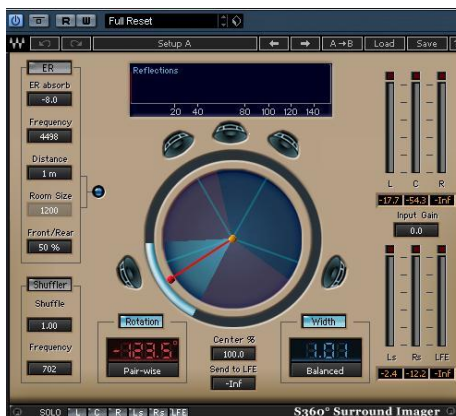 R W Full Reset
Setup A A→B Load Save
ER
Reflections
ER absorb
-8.0
20 40 60 80 100 120 140
Frequency
4498
Distance
1 m
Room Size
1200
L C R
-17.7 -54.3 -Inf
Input Gain
0.0
Front/Rear
50 %
Shuffler
Shuffle
1.00
Frequency
702
Rotation
-123.5°
Pair-wise
Center %
100.0
Send to LFE
-Inf
Width
1.01
Balanced
Ls Rs LFE
-2.4 -12.2 -Inf
SOLO L C R Ls Rs LFE S360° Surround Imager